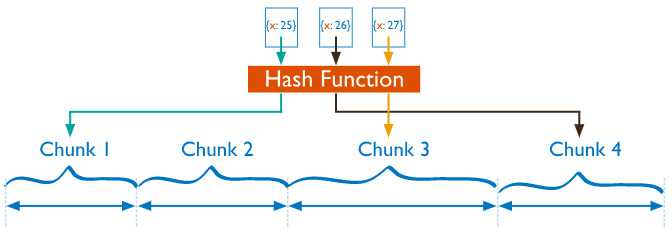 {x: 25} {x: 26} {x: 27}
Hash Function
Chunk 1 Chunk 2 Chunk 3 Chunk 4